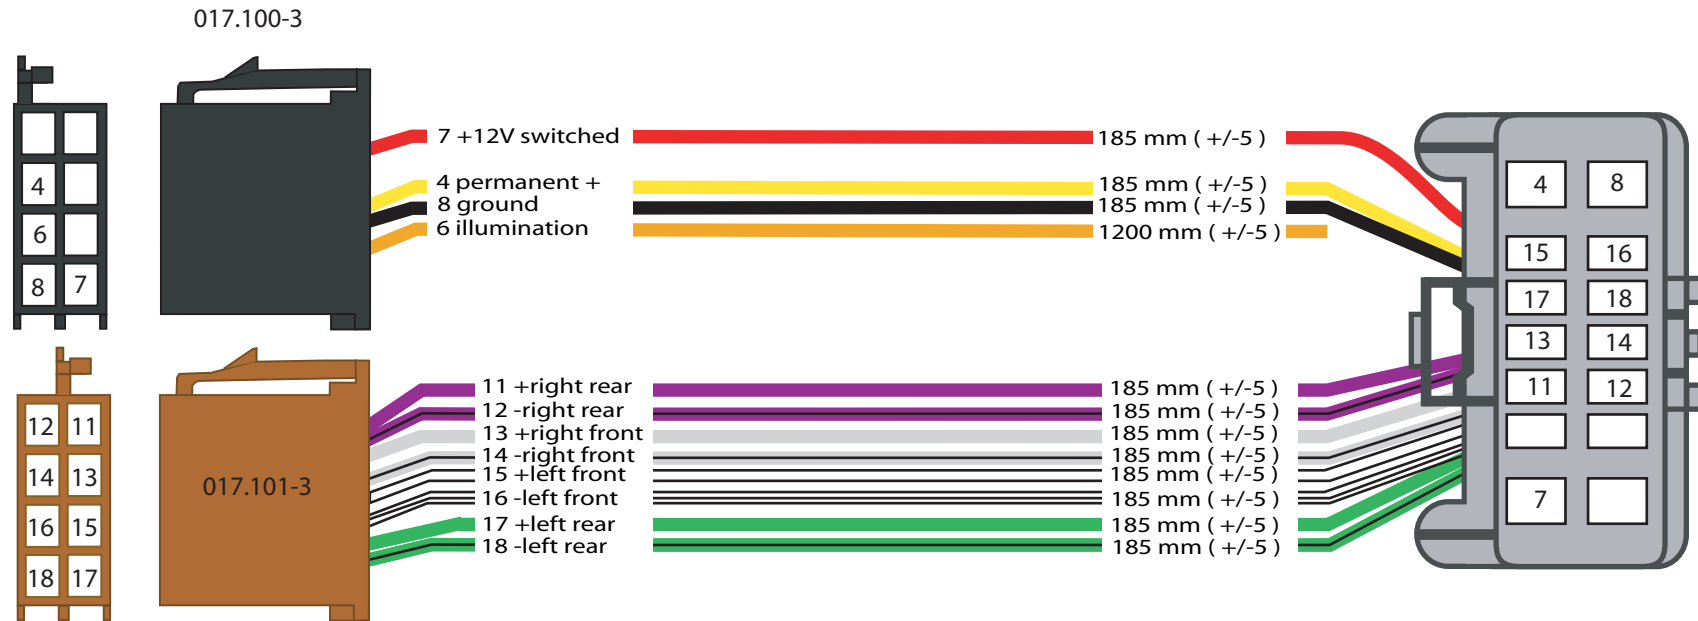 017.100-3
4
6
8 7
7 +12V switched
4 permanent +
8 ground
6 illumination
185 mm ( +/-5 )
185 mm ( +/-5 )
185 mm ( +/-5 )
1200 mm ( +/-5 )
12 11
14 13
16 15
18 17
017.101-3
11 +right rear
12 -right rear
13 +right front
14 -right front
15 +left front
16 -left front
17 +left rear
18 -left rear
185 mm ( +/-5 )
185 mm ( +/-5 )
185 mm ( +/-5 )
185 mm ( +/-5 )
185 mm ( +/-5 )
185 mm ( +/-5 )
185 mm ( +/-5 )
185 mm ( +/-5 )
4 8
15 16
17 18
13 14
11 12
7